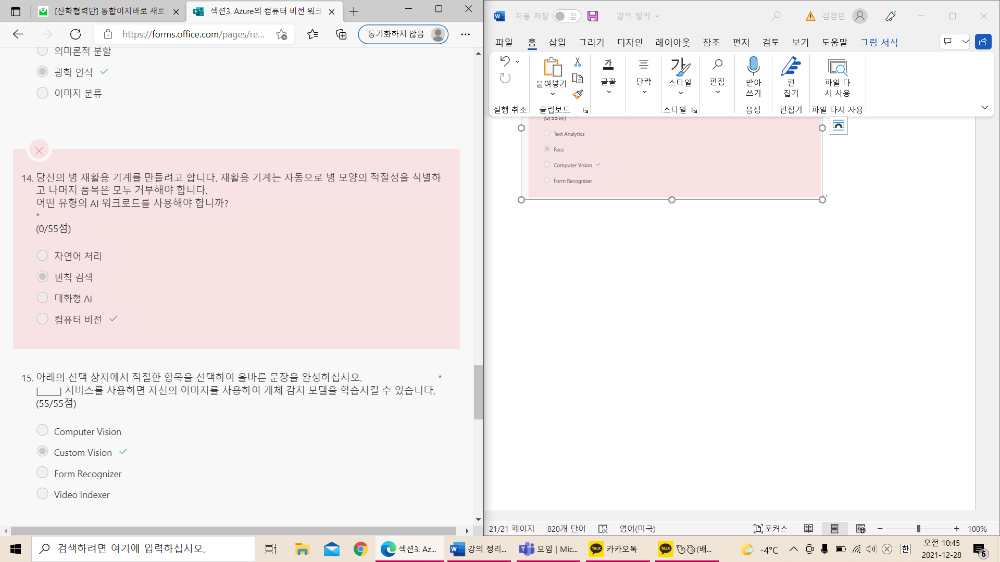 [산학협력단] 통합이지바로 새로
섹션3. Azure의 컴퓨터 비전 워크
https://forms.office.com/pages/re...
동기화하지 않음
의미론적 분할
광학 인식
이미지 분류
14. 당신의 병 재활용 기계를 만들려고 합니다. 재활용 기계는 자동으로 병 모양의 적절성을 식별하
고 나머지 품목은 모두 거부해야 합니다.
어떤 유형의 AI 워크로드를 사용해야 합니까?
*
(0/55점)
자연어 처리
변칙 검색
대화형 AI
컴퓨터 비전
15. 아래의 선택 상자에서 적절한 항목을 선택하여 올바른 문장을 완성하십시오. *
[_____] 서비스를 사용하면 자신의 이미지를 사용하여 개체 감지 모델을 학습시킬 수 있습니다.
(55/55점)
Computer Vision
Custom Vision
Form Recognizer
Video Indexer
자동 저장 끔 강의 정리 김경민
파일 홈 삽입 그리기 디자인 레이아웃 참조 편지 검토 보기 도움말 그림 서식
붙여넣기 글꼴 단락 스타일 편집 받아 쓰기 편 집기 파일 다 시 사용
실행 취소 클립보드 스타일 음성 편집기 파일 다시 사용
(0/55점)
Text Analytics
Face
Computer Vision
Form Recognizer
21/21 페이지 820개 단어 영어(미국) 포커스 100%
검색하려면 여기에 입력하십시오.
섹션3. Az... 강의 정리... 모임 | Mic... 카카오톡
-4°C 한 오전 10:45
2021-12-28 6